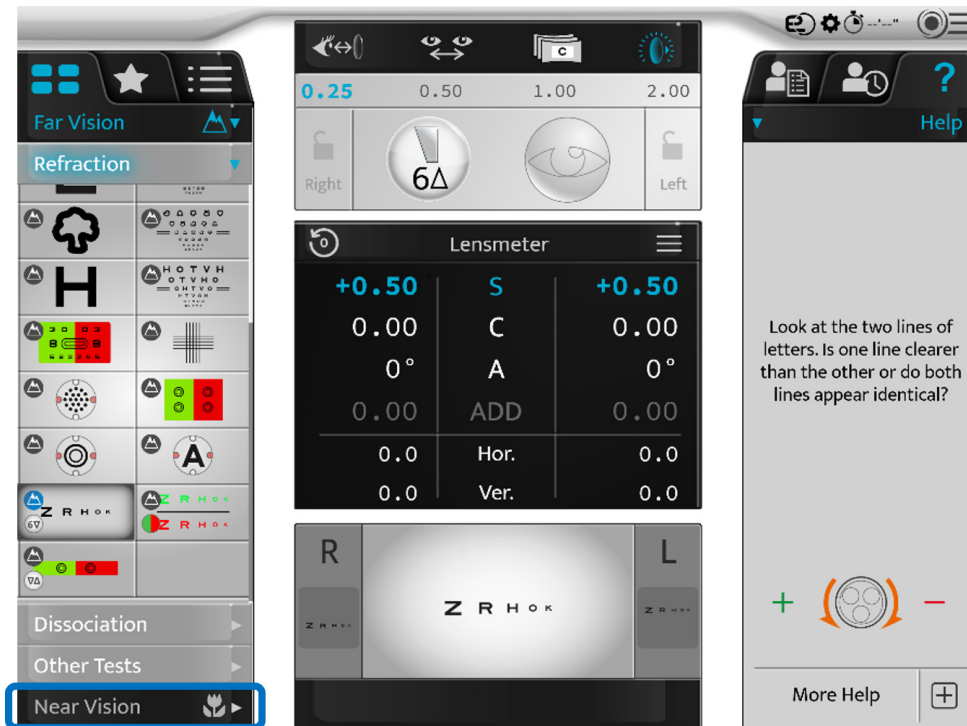 Far Vision
Refraction
H
H O T V H
O T V H O
Z R H O K
6∇
Z R H O K
Z R H O K
A
∇Δ
Dissociation
Other Tests
Near Vision
C
0.25 0.50 1.00 2.00
Right 6Δ Left
0 Lensmeter
+0.50 S +0.50
0.00 C 0.00
0° A 0°
0.00 ADD 0.00
0.0 Hor. 0.0
0.0 Ver. 0.0
R L
Z R H O K Z R H O K Z R H O K
--'--"
?
Help
Look at the two lines of
letters. Is one line clearer
than the other or do both
lines appear identical?
+ −
More Help +